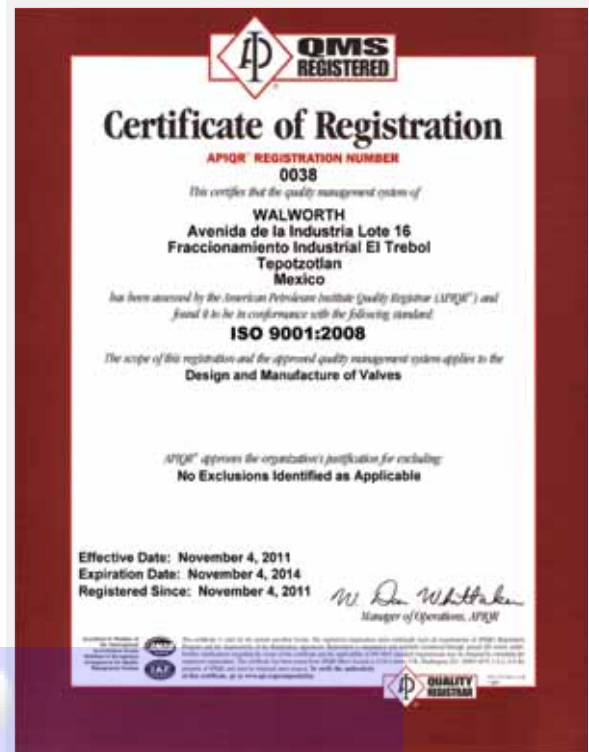 QMS
REGISTERED
Certificate of Registration
APIQR® REGISTRATION NUMBER
0038
This certifies that the quality management system of
WALWORTH
Avenida de la Industria Lote 16
Fraccionamiento Industrial El Trebol
Tepotzotlan
Mexico
has been assessed by the American Petroleum Institute Quality Registrar (APIQR®) and
found it to be in conformance with the following standard:
ISO 9001:2008
The scope of this registration and the approved quality management system applies to the
Design and Manufacture of Valves
APIQR® approves the organization's justification for excluding:
No Exclusions Identified as Applicable
Effective Date: November 4, 2011
Expiration Date: November 4, 2014
Registered Since: November 4, 2011
W. Don Whittaker
Manager of Operations, APIQR
QUALITY
REGISTRAR